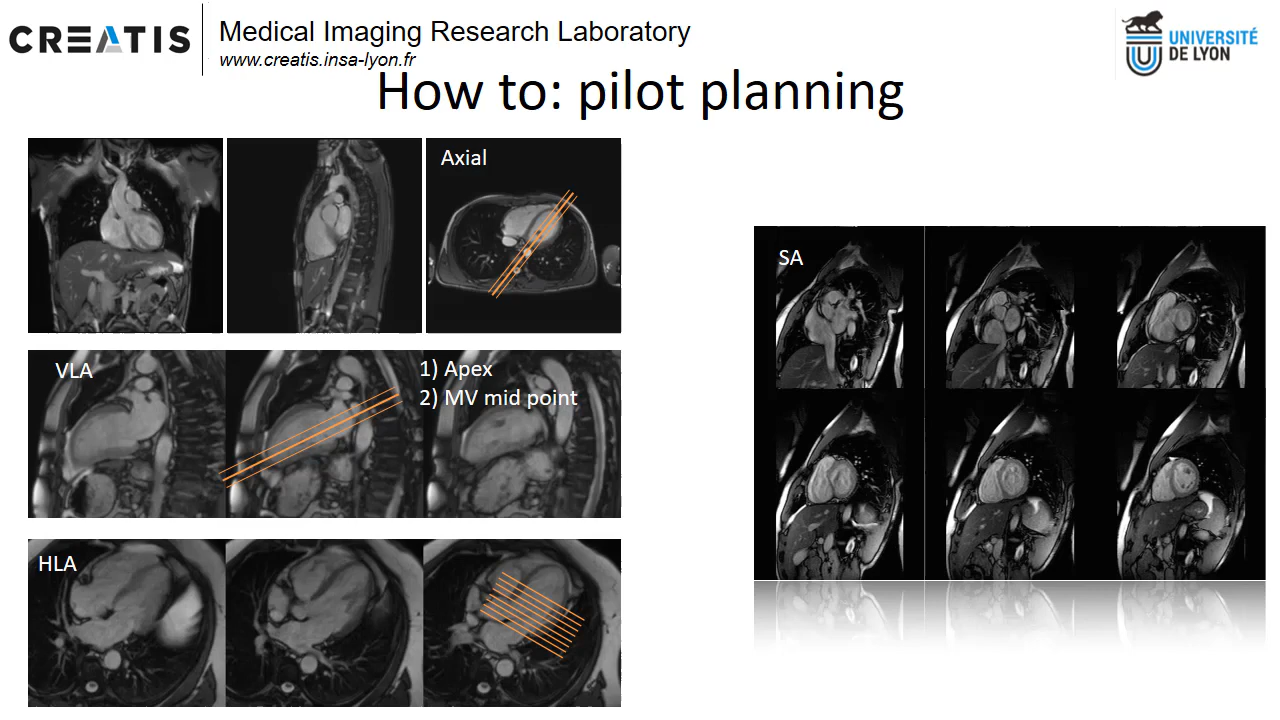 CREATIS
Medical Imaging Research Laboratory
www.creatis.insa-lyon.fr
UNIVERSITÉ
DE LYON
How to: pilot planning
Axial
SA
VLA
1) Apex
2) MV mid point
HLA